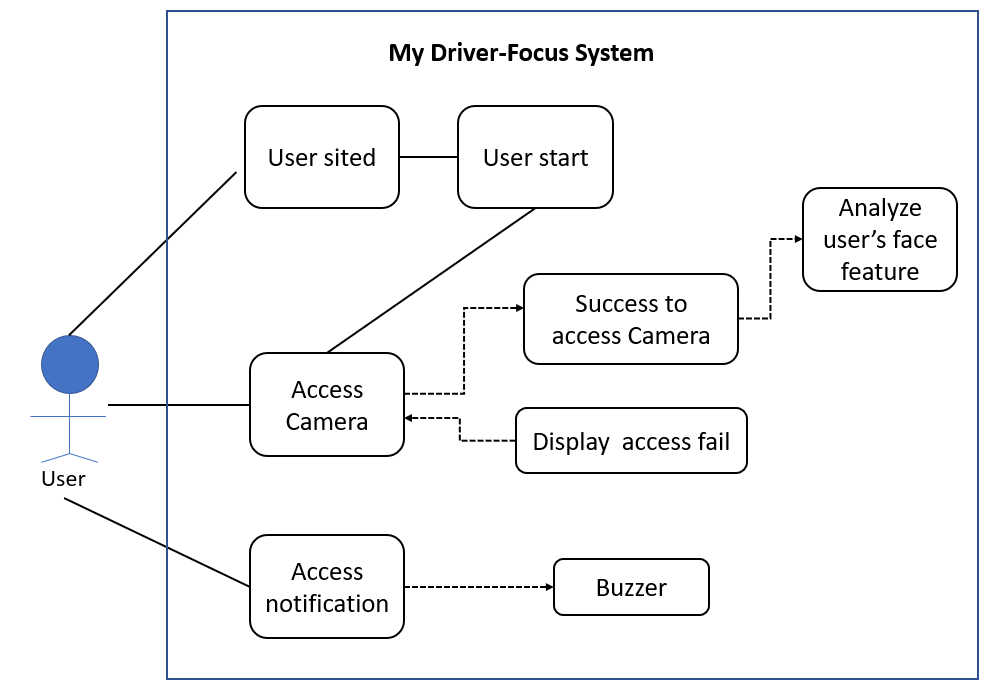 My Driver-Focus System
User sited
User start
Analyze
user’s face
feature
Success to
access Camera
Access
Camera
Display  access fail
User
Access
notification
Buzzer